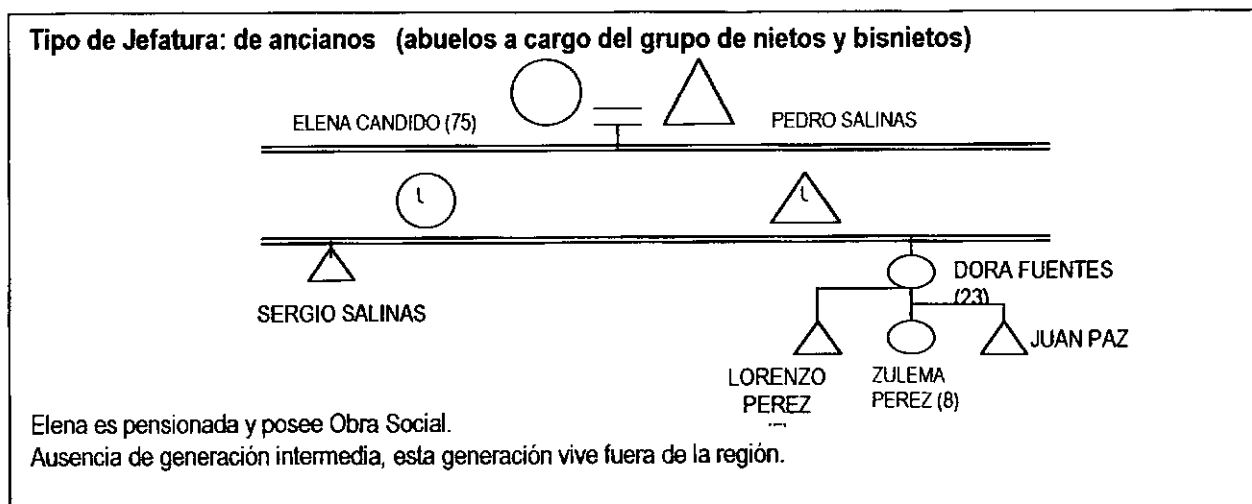 Tipo de Jefatura: de ancianos (abuelos a cargo del grupo de nietos y bisnietos)
ELENA CANDIDO (75)
PEDRO SALINAS
DORA FUENTES
(23)
SERGIO SALINAS
JUAN PAZ
LORENZO
PEREZ
ZULEMA
PEREZ (8)
Elena es pensionada y posee Obra Social.
Ausencia de generación intermedia, esta generación vive fuera de la región.